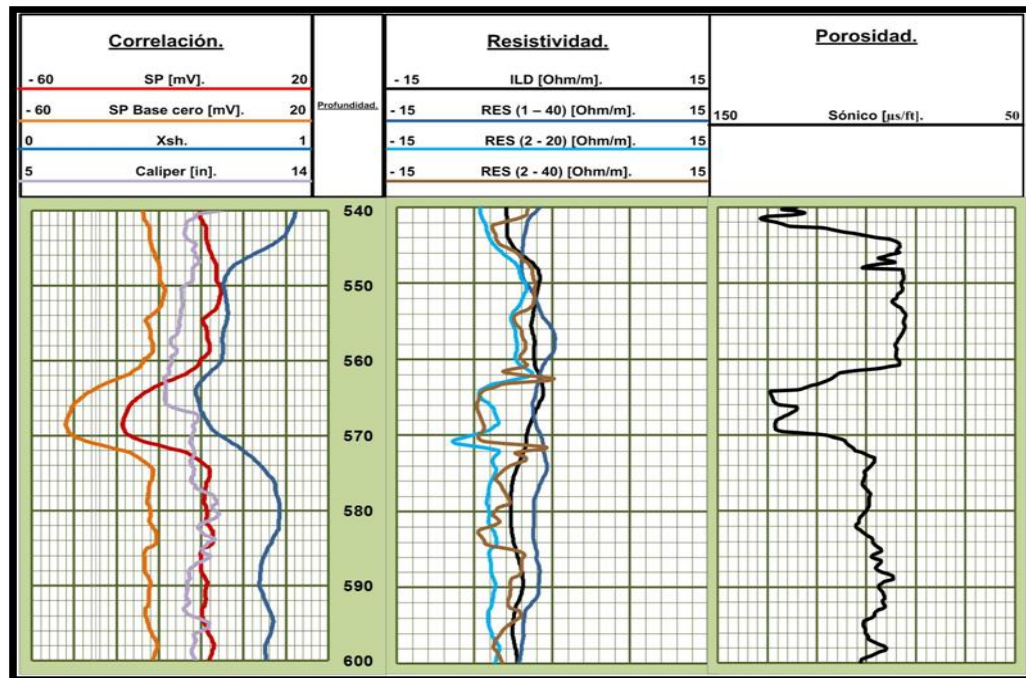 Correlación.
- 60 SP [mV]. 20
- 60 SP Base cero [mV]. 20
0 Xsh. 1
5 Caliper [in]. 14
Profundidad.
Resistividad.
- 15 ILD [Ohm/m]. 15
- 15 RES (1 – 40) [Ohm/m]. 15
- 15 RES (2 - 20) [Ohm/m]. 15
- 15 RES (2 - 40) [Ohm/m]. 15
Porosidad.
150 Sónico [µs/ft]. 50
540
550
560
570
580
590
600